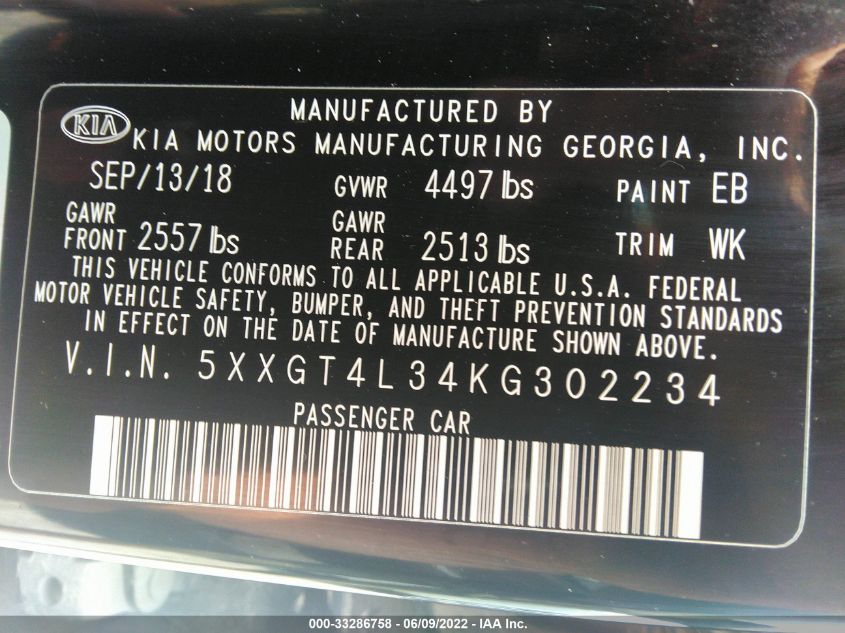 MANUFACTURED BY
KIA KIA MOTORS MANUFACTURING GEORGIA, INC.
SEP/13/18 GVWR 4497 lbs PAINT EB
GAWR FRONT 2557 lbs GAWR REAR 2513 lbs TRIM WK
THIS VEHICLE CONFORMS TO ALL APPLICABLE U.S.A. FEDERAL
MOTOR VEHICLE SAFETY, BUMPER, AND THEFT PREVENTION STANDARDS
IN EFFECT ON THE DATE OF MANUFACTURE SHOWN ABOVE.
V.I.N. 5XXGT4L34KG302234
PASSENGER CAR
000-33286758 - 06/09/2022 - IAA Inc.